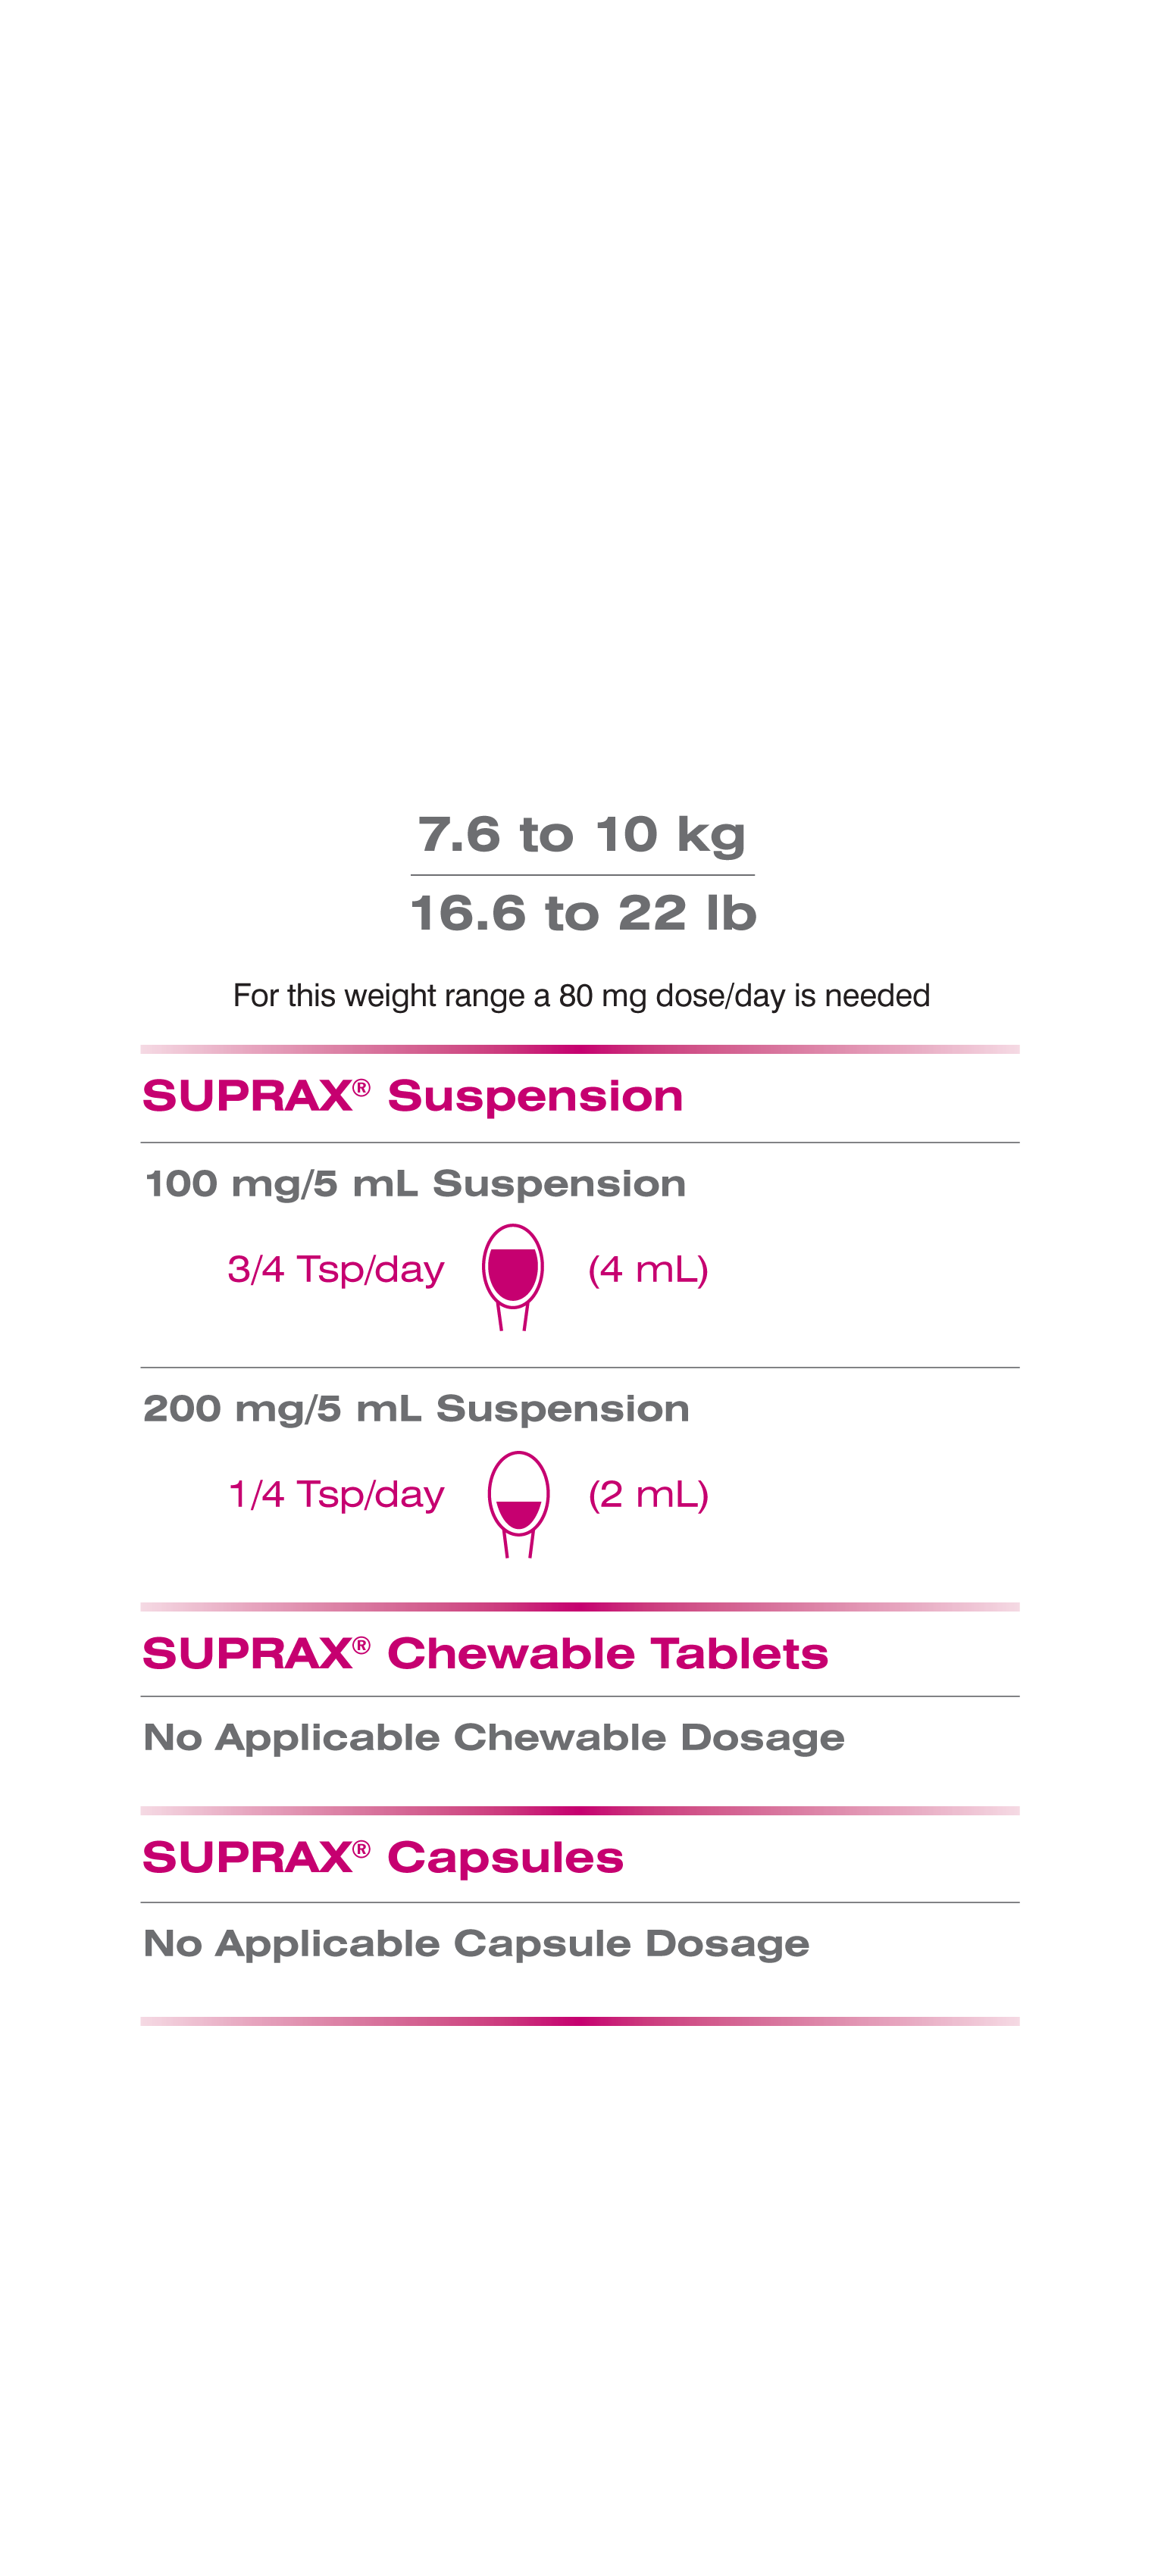 7.6 to 10 kg
16.6 to 22 lb
For this weight range a 80 mg dose/day is needed
SUPRAX® Suspension
100 mg/5 mL Suspension
3/4 Tsp/day (4 mL)
200 mg/5 mL Suspension
1/4 Tsp/day (2 mL)
SUPRAX® Chewable Tablets
No Applicable Chewable Dosage
SUPRAX® Capsules
No Applicable Capsule Dosage